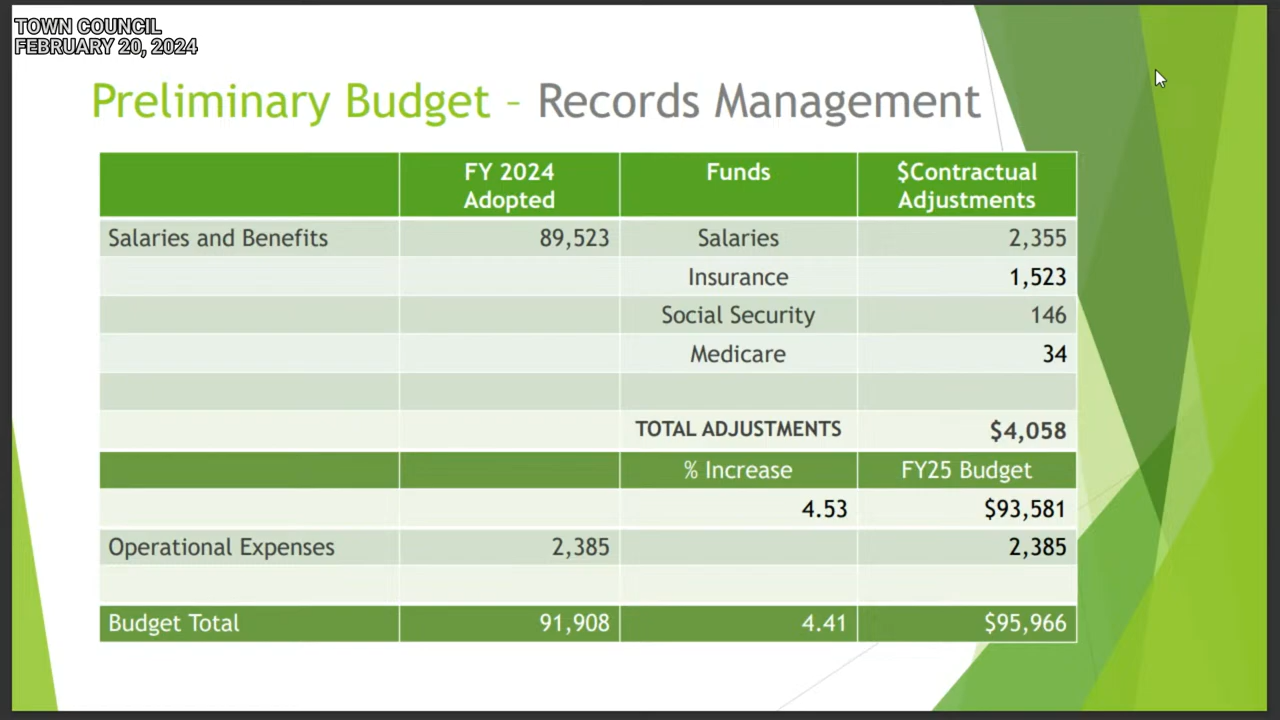 TOWN COUNCIL
FEBRUARY 20, 2024
Preliminary Budget – Records Management
FY 2024 Adopted Funds $Contractual Adjustments
Salaries and Benefits 89,523 Salaries 2,355
Insurance 1,523
Social Security 146
Medicare 34
TOTAL ADJUSTMENTS $4,058
% Increase FY25 Budget
4.53 $93,581
Operational Expenses 2,385 2,385
Budget Total 91,908 4.41 $95,966